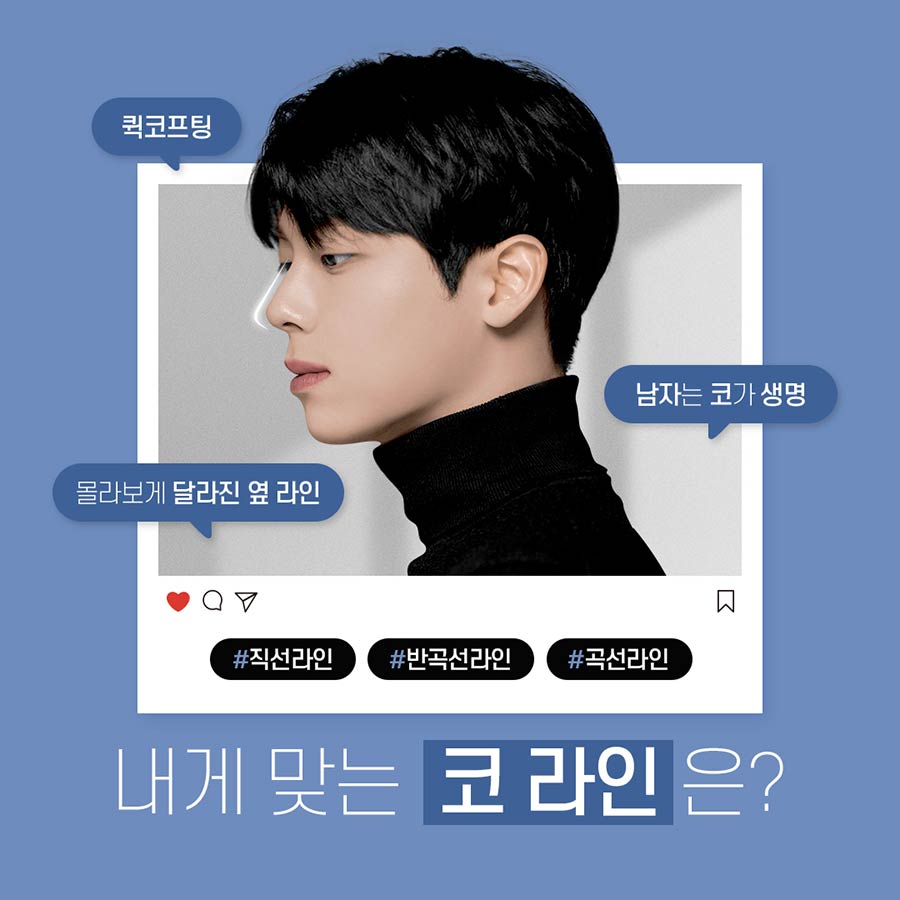 퀵코프팅
남자는 코가 생명
몰라보게 달라진 옆 라인
#직선라인 #반곡선라인 #곡선라인
내게 맞는 코 라인은?